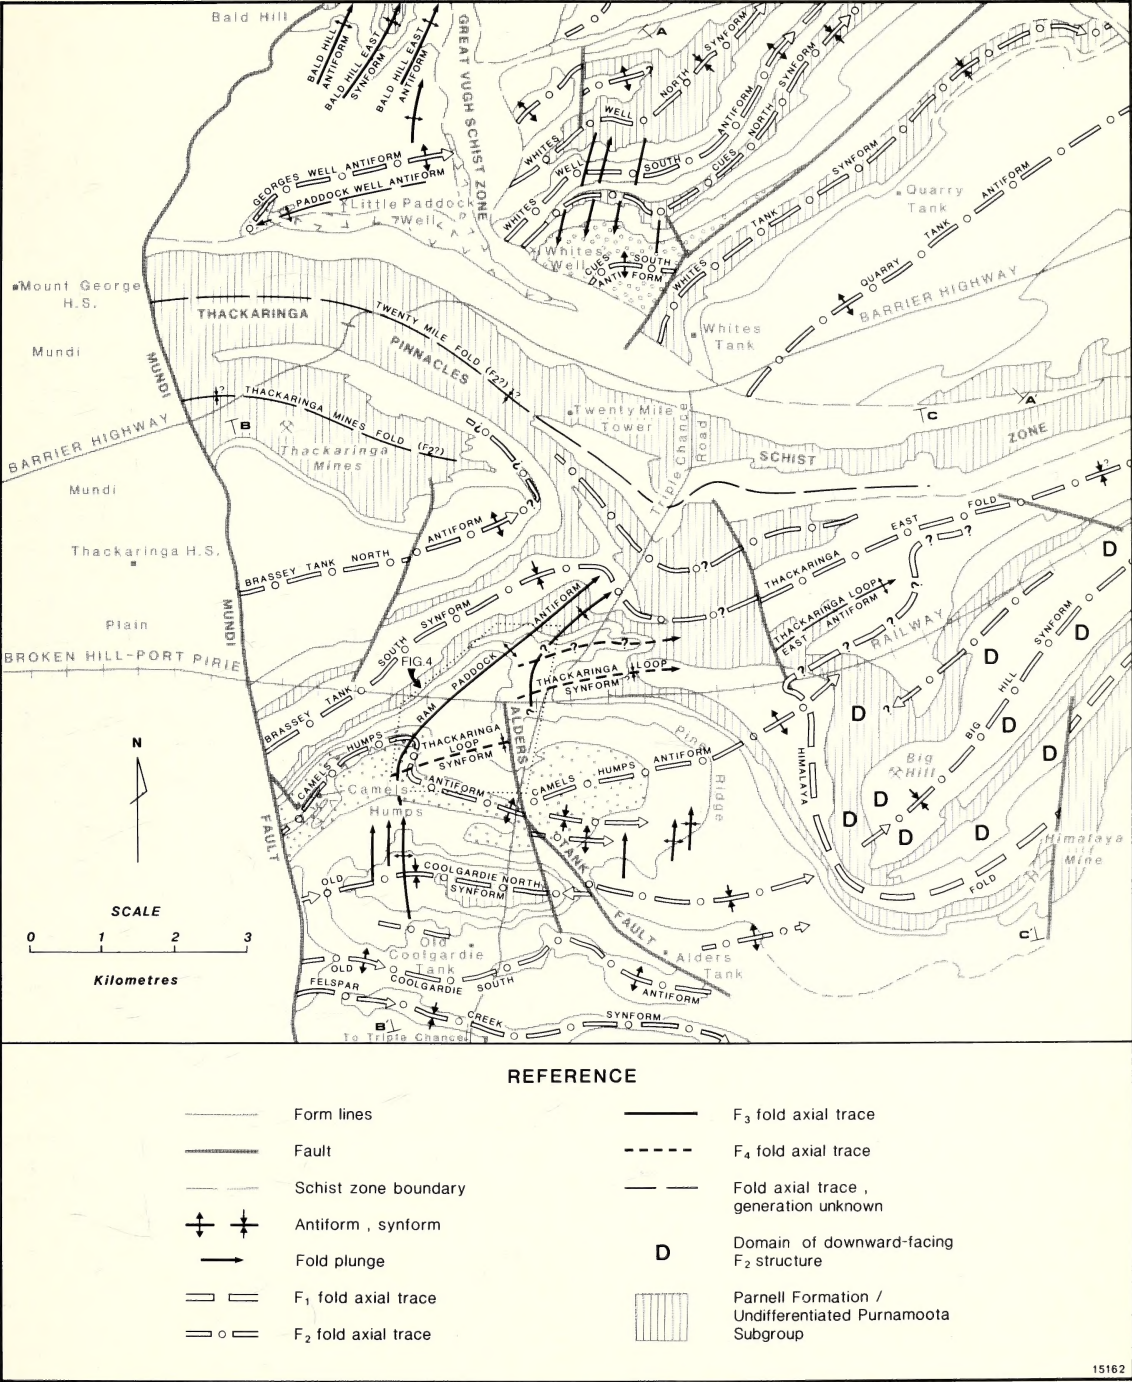 Bald Hill
BALD HILL
ANTIFORM
BALD HILL EAST
SYNFORM
BALD HILL EAST
ANTIFORM
GREAT VUGH SCHIST ZONE
A
WHITES WELL NORTH SYNFORM
WHITES WELL SOUTH ANTIFORM
WHITES
CUES NORTH SYNFORM
GEORGES WELL ANTIFORM
PADDOCK WELL ANTIFORM
Little Paddock
Well
Whites
Well
CUES SOUTH
ANTIFORM
WHITES TANK SYNFORM
Quarry
Tank
QUARRY TANK ANTIFORM
BARRIER HIGHWAY
Whites
Tank
Mount George
H.S.
THACKARINGA
PINNACLES
TWENTY MILE FOLD (F2?)
?
Mundi
MUNDI
THACKARINGA MINES FOLD (F2?)
?
B
Thackaringa
Mines
BARRIER HIGHWAY
Twenty Mile
Tower
Triple Chance
Road
C
A'
SCHIST ZONE
Mundi
Thackaringa H.S.
MUNDI
BRASSEY TANK NORTH ANTIFORM
THACKARINGA EAST FOLD
?
D
Plain
BROKEN HILL–PORT PIRIE RAILWAY
BRASSEY TANK SOUTH SYNFORM
FIG.4
RAM PADDOCK ANTIFORM
THACKARINGA LOOP
EAST ANTIFORM
THACKARINGA LOOP
SYNFORM
D
D
D
D
D
BIG HILL SYNFORM
Big
Hill
N
CAMELS HUMPS
ANTIFORM
THACKARINGA
LOOP
SYNFORM
ALDERS
Camels
Humps
CAMELS HUMPS ANTIFORM
Pine
Ridge
HIMALAYA
D
D
D
D
FAULT
TANK
FAULT
OLD COOLGARDIE NORTH
SYNFORM
Himalaya
Mine
FOLD
C'
Old
Coolgardie
Tank
Alders
Tank
OLD COOLGARDIE SOUTH ANTIFORM
FELSPAR CREEK SYNFORM
B'
To Triple Chance
SCALE
0 1 2 3
Kilometres
REFERENCE
Form lines
Fault
Schist zone boundary
Antiform , synform
Fold plunge
F1 fold axial trace
F2 fold axial trace
F3 fold axial trace
F4 fold axial trace
Fold axial trace ,
generation unknown
D
Domain of downward-facing
F2 structure
Parnell Formation /
Undifferentiated Purnamoota
Subgroup
15162